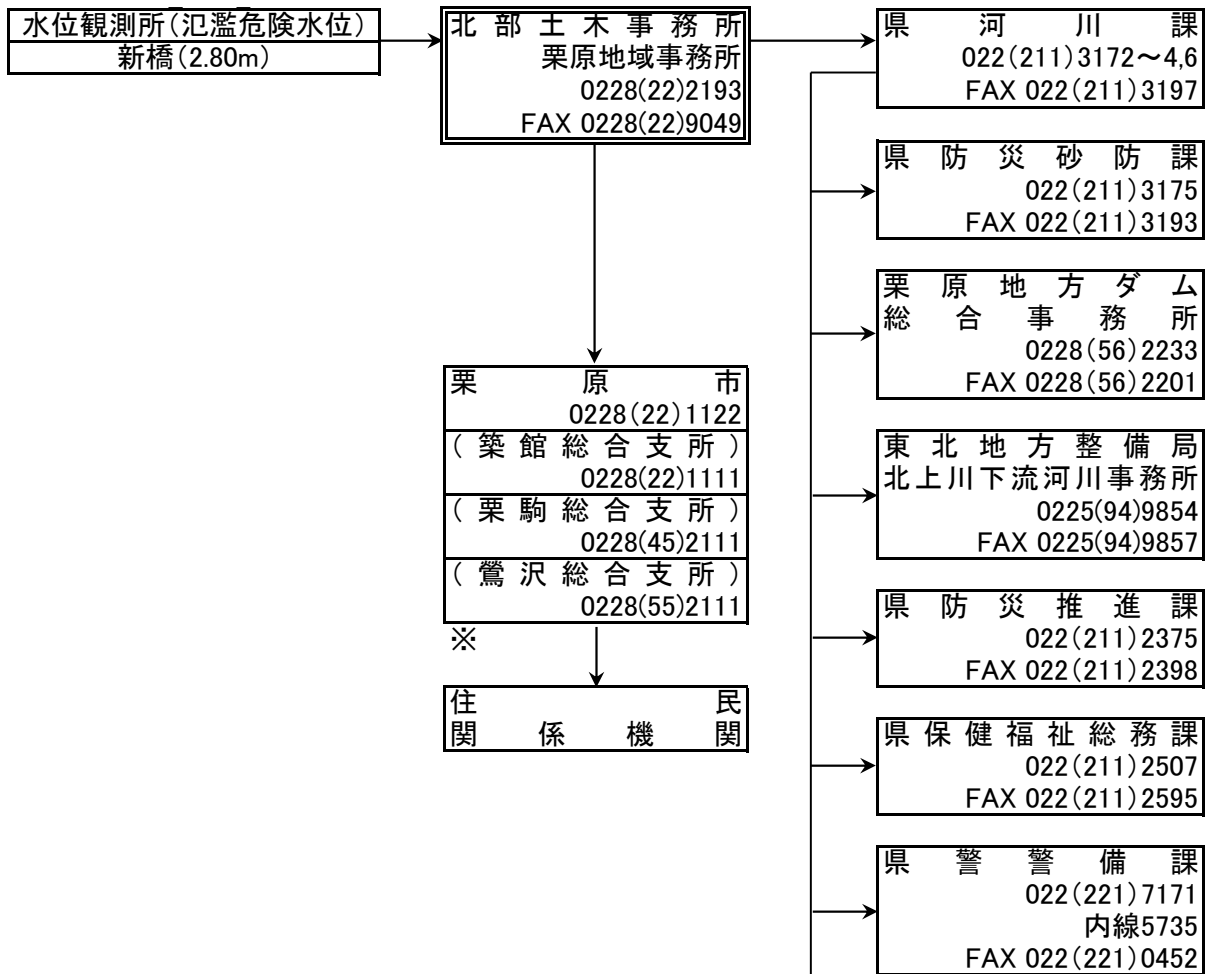 水位観測所（氾濫危険水位）
新橋（2.80m）
北部土木事務所
栗原地域事務所
0228（22）2193
FAX 0228（22）9049
栗原市
0228（22）1122
（築館総合支所）
0228（22）1111
（栗駒総合支所）
0228(45)2111
（鶯沢総合支所）
0228(55)2111
※
住民
関係機関
県河川課
022（211）3172～4,6
FAX 022（211）3197
県防災砂防課
022（211）3175
FAX 022（211）3193
栗原地方ダム
総合事務所
0228（56）2233
FAX 0228（56）2201
東北地方整備局
北上川下流河川事務所
0225(94)9854
FAX 0225(94)9857
県防災推進課
022（211）2375
FAX 022（211）2398
県保健福祉総務課
022（211）2507
FAX 022（211）2595
県警警備課
022（221）7171
内線5735
FAX 022（221）0452